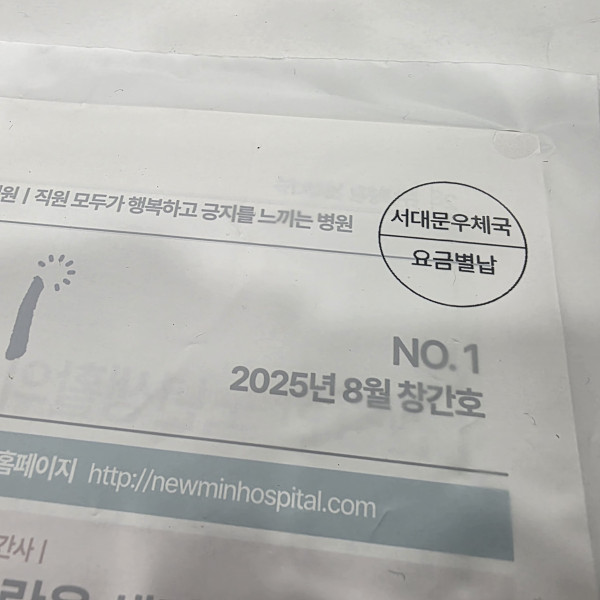 원 | 직원 모두가 행복하고 긍지를 느끼는 병원
서대문우체국
요금별납
NO. 1
2025년 8월 창간호
홈페이지 http://newminhospital.com
간사 |